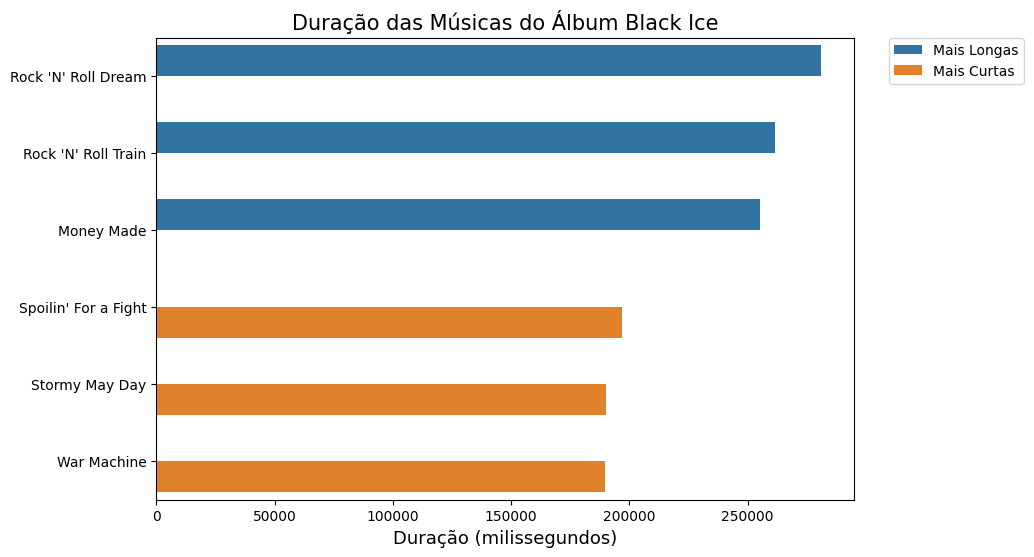 Duração das Músicas do Álbum Black Ice
Mais Longas
Mais Curtas
Rock 'N' Roll Dream
Rock 'N' Roll Train
Money Made
Spoilin' For a Fight
Stormy May Day
War Machine
0 50000 100000 150000 200000 250000
Duração (milissegundos)